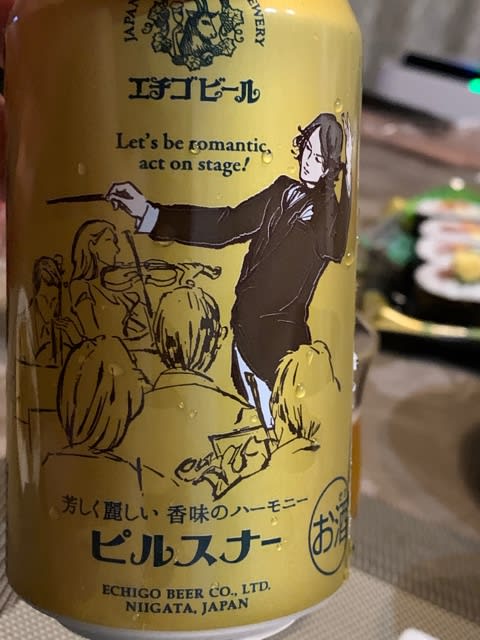 JAPAN
BREWERY
エチゴビール
Let's be romantic,
act on stage!
芳しく麗しい 香味のハーモニー
ピルスナー
お酒
ECHIGO BEER CO., LTD.
NIIGATA, JAPAN